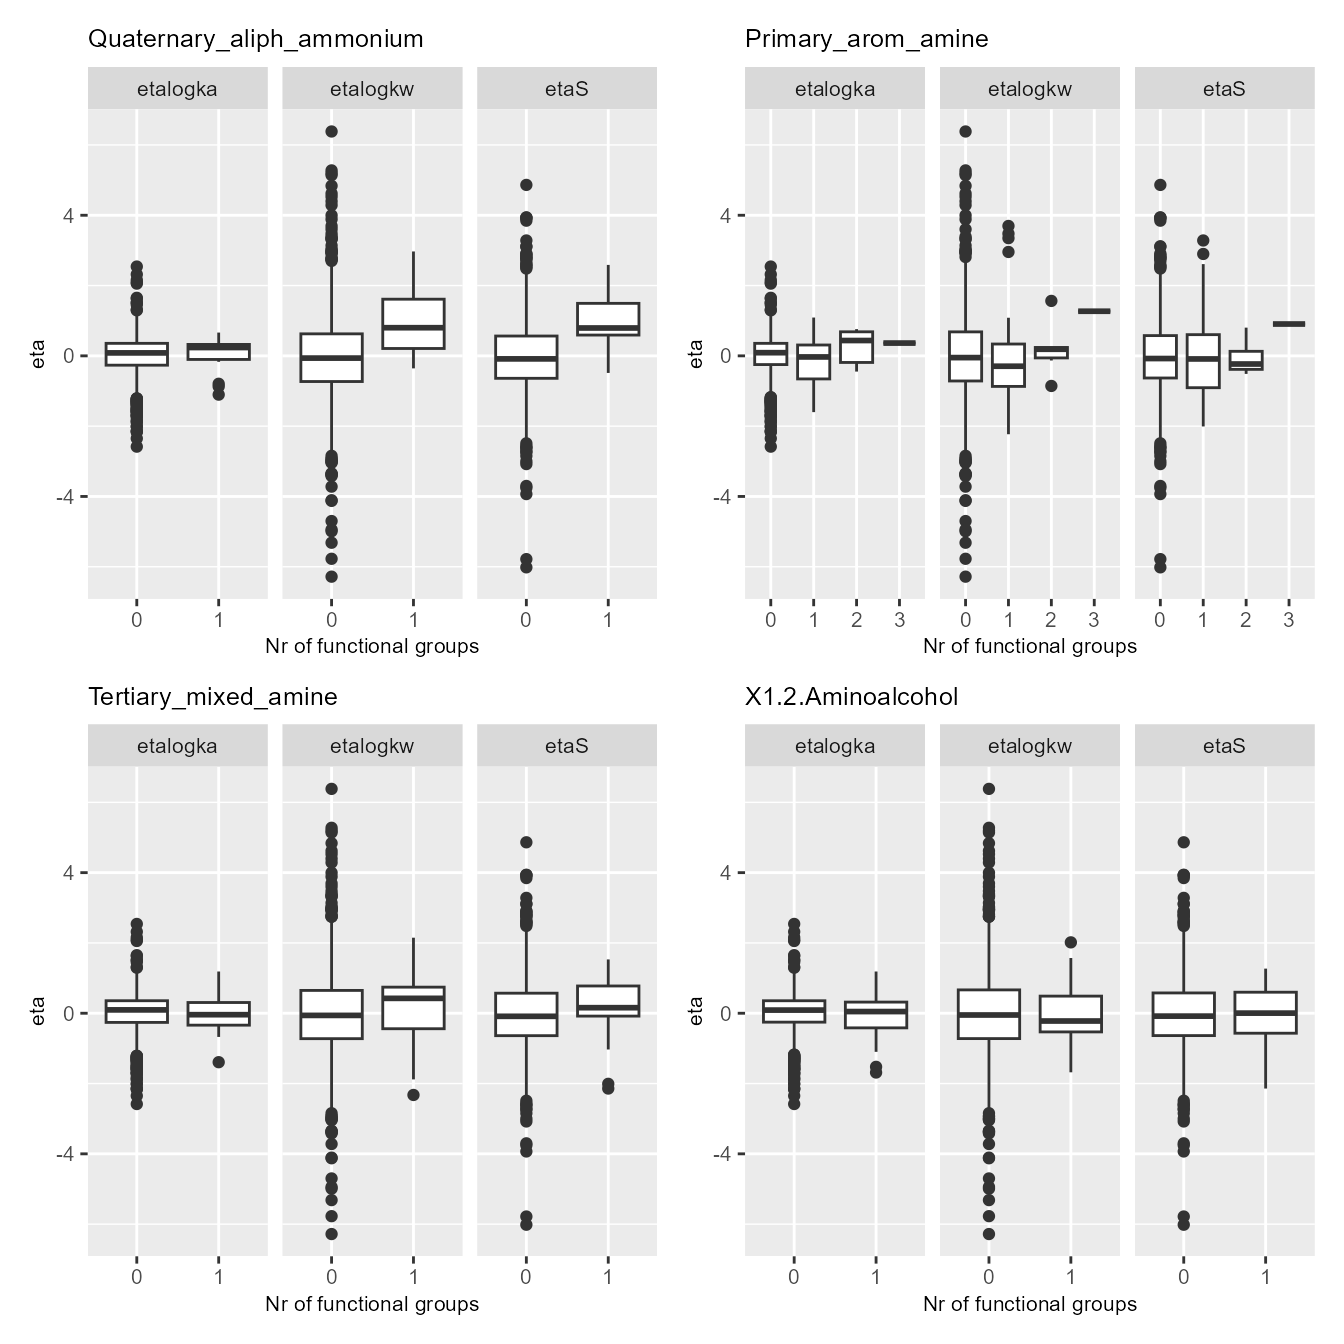 Quaternary_aliph_ammonium
etalogka etalogkw etaS
4
0
-4
eta
0 1 0 1 0 1
Nr of functional groups
Primary_arom_amine
etalogka etalogkw etaS
4
0
-4
eta
0 1 2 3 0 1 2 3 0 1 2 3
Nr of functional groups
Tertiary_mixed_amine
etalogka etalogkw etaS
4
0
-4
eta
0 1 0 1 0 1
Nr of functional groups
X1.2.Aminoalcohol
etalogka etalogkw etaS
4
0
-4
eta
0 1 0 1 0 1
Nr of functional groups